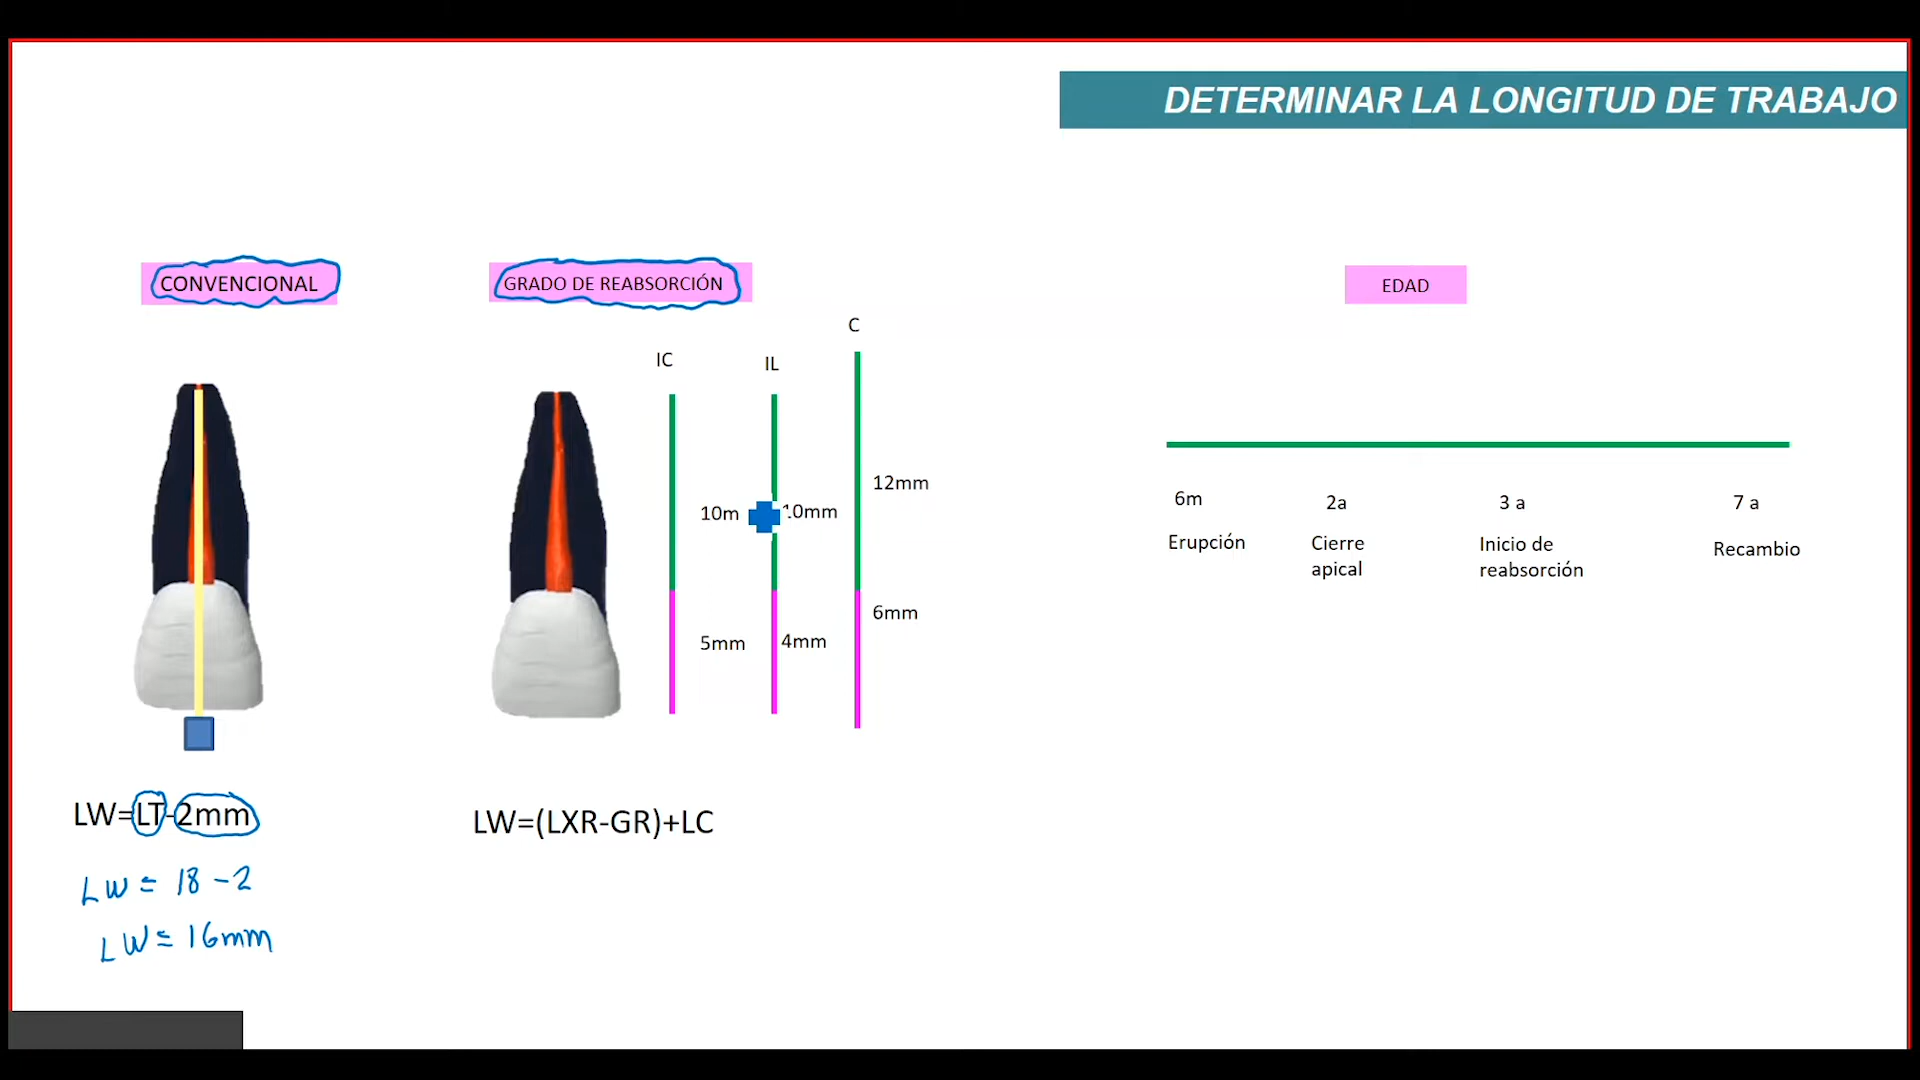 DETERMINAR LA LONGITUD DE TRABAJO
CONVENCIONAL
GRADO DE REABSORCIÓN
EDAD
IC
IL
C
10m
10mm
12mm
5mm
4mm
6mm
6m
2a
3 a
7 a
Erupción
Cierre
apical
Inicio de
reabsorción
Recambio
LW=LT-2mm
LW = 18 - 2
LW = 16mm
LW=(LXR-GR)+LC